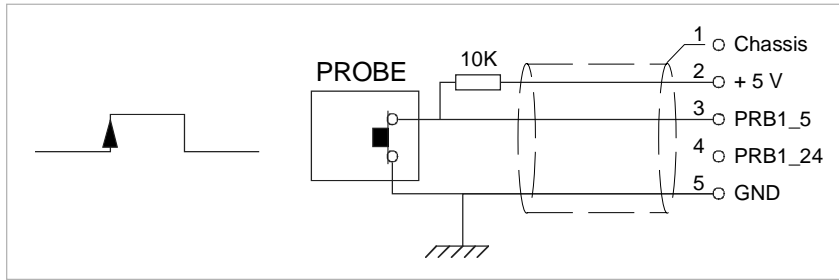 PROBE
10K
1 Chassis
2 + 5 V
3 PRB1_5
4 PRB1_24
5 GND